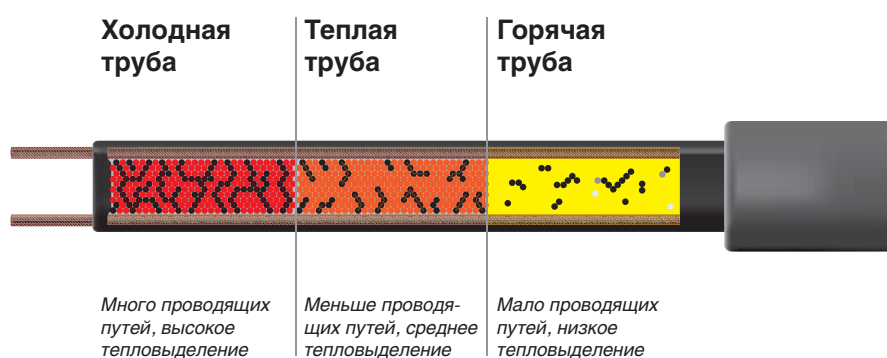 Холодная
труба
Теплая
труба
Горячая
труба
Много проводящих
путей, высокое
тепловыделение
Меньше проводя-
щих путей, среднее
тепловыделение
Мало проводящих
путей, низкое
тепловыделение